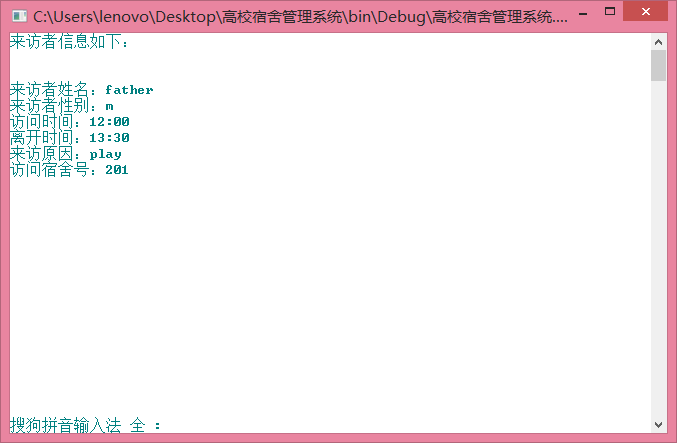 C:\Users\lenovo\Desktop\高校宿舍管理系统\bin\Debug\高校宿舍管理系统....
来访者信息如下：
来访者姓名：father
来访者性别：m
访问时间：12:00
离开时间：13:30
来访原因：play
访问宿舍号：201
搜狗拼音输入法 全 ：